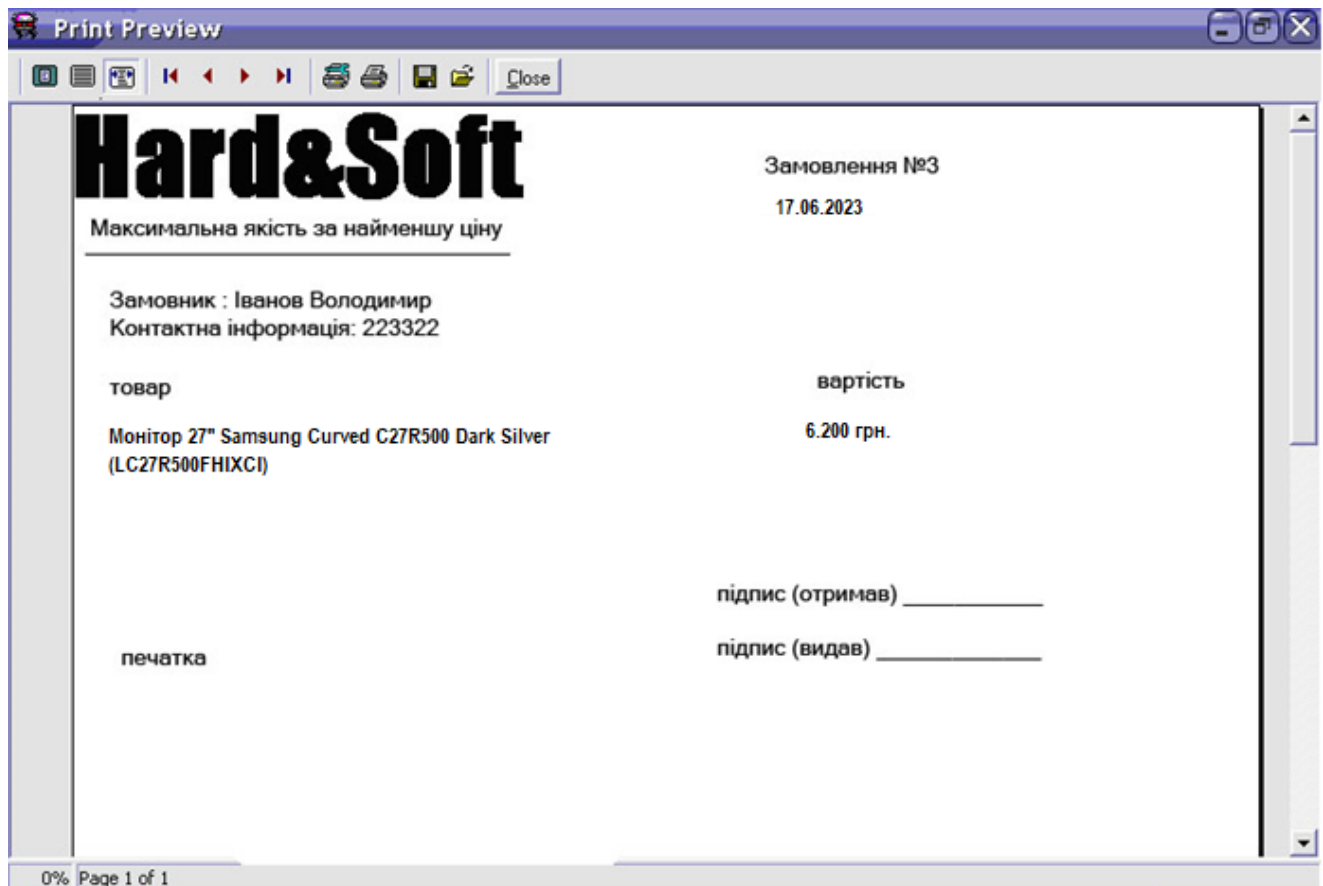 Print Preview
Close
Hard&Soft
Замовлення №3
17.06.2023
Максимальна якість за найменшу ціну
Замовник : Іванов Володимир
Контактна інформація: 223322
товар
вартість
Монітор 27" Samsung Curved C27R500 Dark Silver
6.200 грн.
(LC27R500FHIXCI)
підпис (отримав) ____________
підпис (видав) ______________
печатка
0% Page 1 of 1